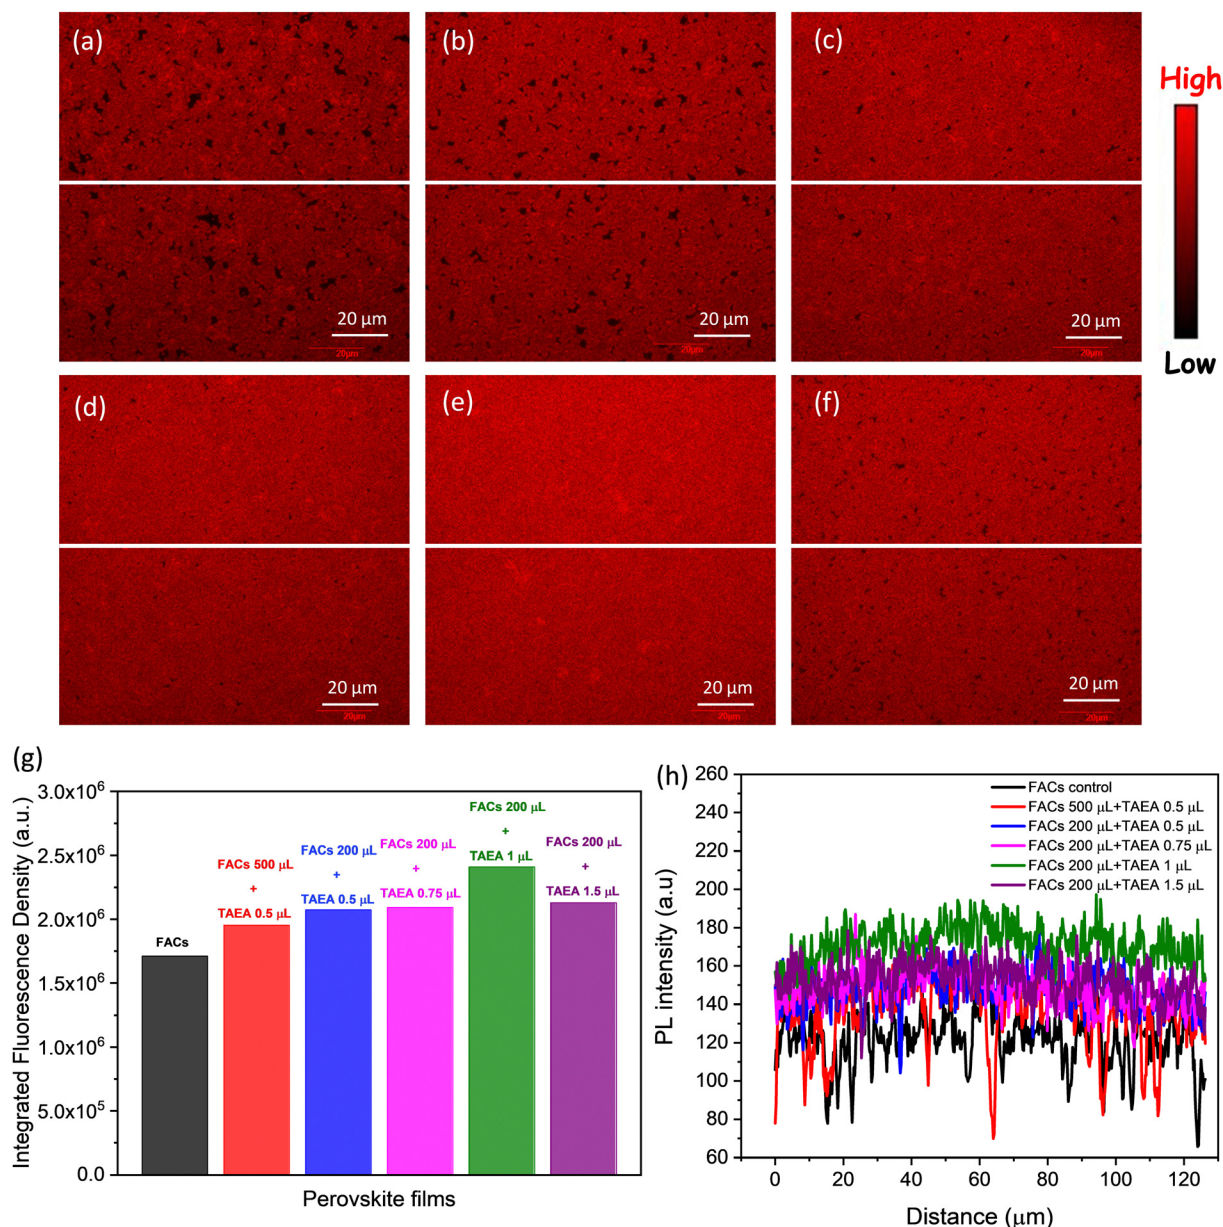 (a)
(b)
(c)
High
Low
20 μm
20μm
20 μm
20μm
20 μm
20μm
(d)
(e)
(f)
20 μm
20μm
20 μm
20μm
20 μm
20μm
(g)
Integrated Fluorescence Density (a.u.)
3.0x10⁶
2.5x10⁶
2.0x10⁶
1.5x10⁶
1.0x10⁶
5.0x10⁵
0.0
FACs
FACs 500 μL
+
TAEA 0.5 μL
FACs 200 μL
+
TAEA 0.5 μL
FACs 200 μL
+
TAEA 0.75 μL
FACs 200 μL
+
TAEA 1 μL
FACs 200 μL
+
TAEA 1.5 μL
Perovskite films
(h)
PL intensity (a.u)
260
240
220
200
180
160
140
120
100
80
60
FACs control
FACs 500 μL+TAEA 0.5 μL
FACs 200 μL+TAEA 0.5 μL
FACs 200 μL+TAEA 0.75 μL
FACs 200 μL+TAEA 1 μL
FACs 200 μL+TAEA 1.5 μL
0 20 40 60 80 100 120
Distance (μm)